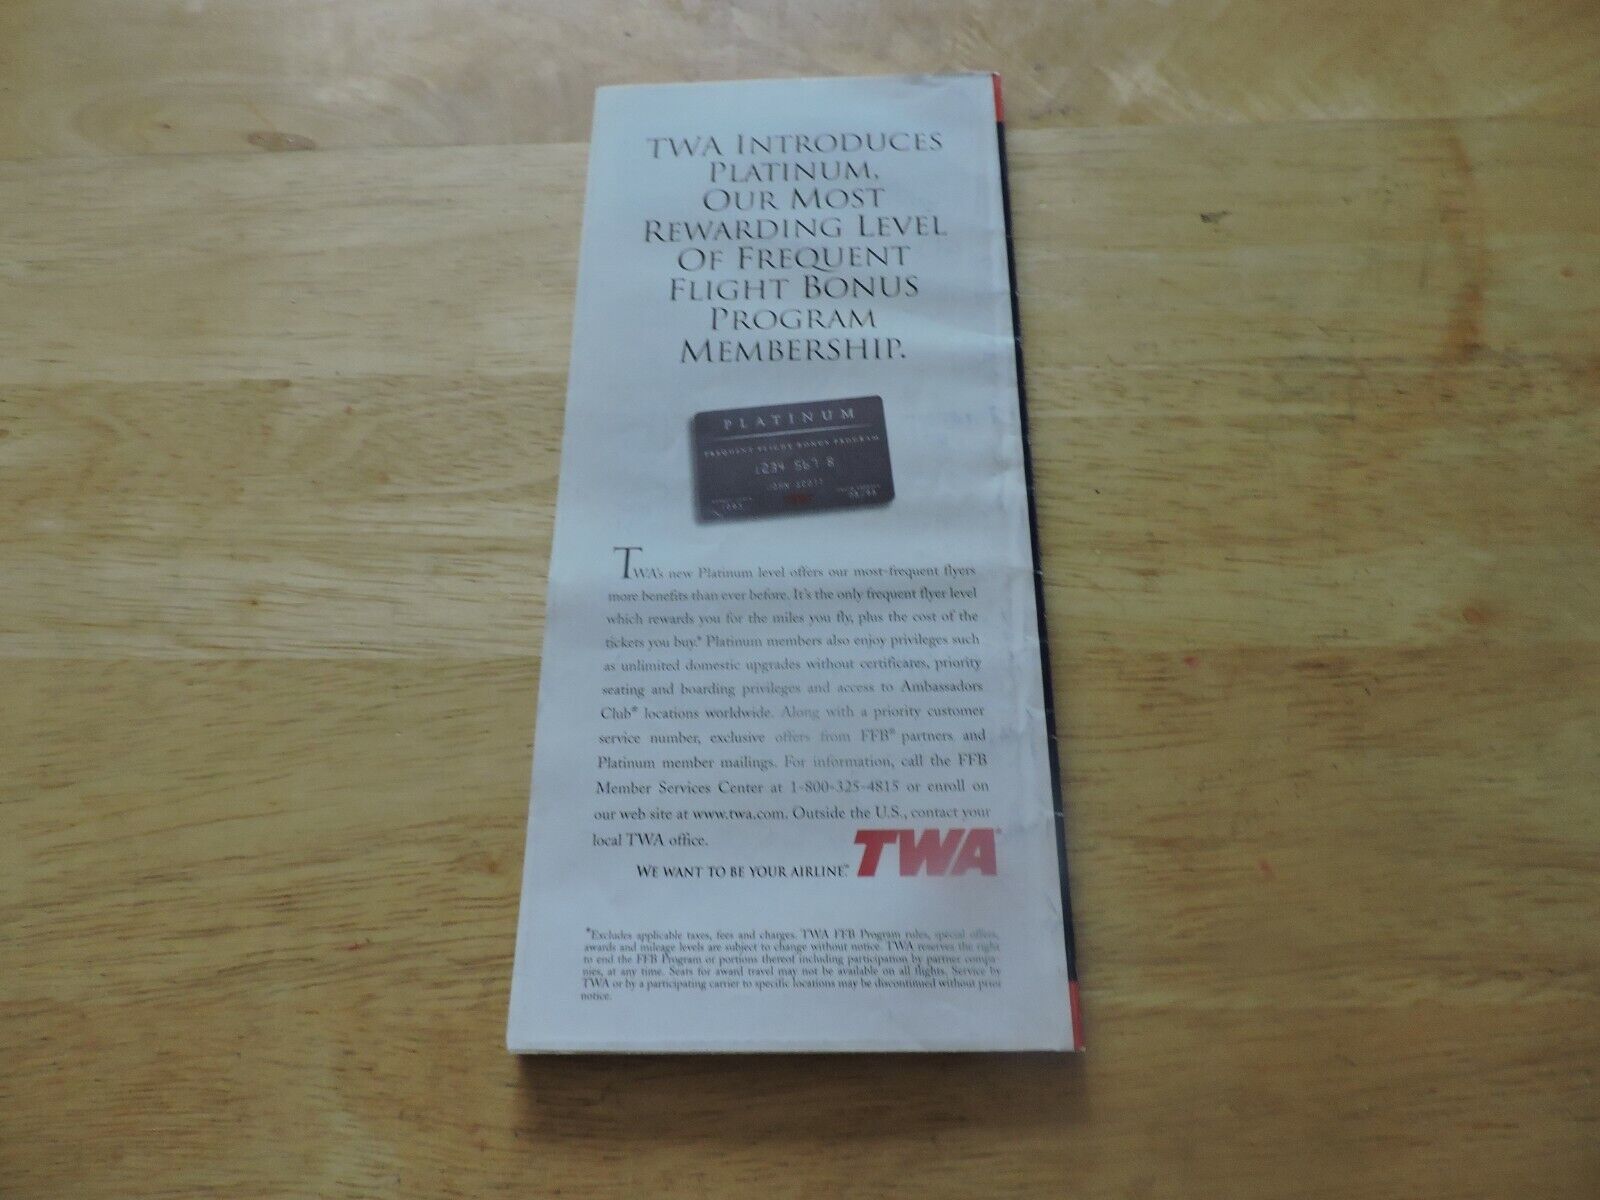 TWA INTRODUCES
PLATINUM,
OUR MOST
REWARDING LEVEL
OF FREQUENT
FLIGHT BONUS
PROGRAM
MEMBERSHIP.
PLATINUM
FREQUENT FLIGHT BONUS PROGRAM
1234 567 8
JOHN SCOTT
TWA's new Platinum level offers our most-frequent flyers
more benefits than ever before. It's the only frequent flyer level
which rewards you for the miles you fly, plus the cost of the
tickets you buy.* Platinum members also enjoy privileges such
as unlimited domestic upgrades without certificates, priority
seating and boarding privileges and access to Ambassadors
Club® locations worldwide. Along with a priority customer
service number, exclusive offers from FFB® partners and
Platinum member mailings. For information, call the FFB
Member Services Center at 1-800-325-4815 or enroll on
our web site at www.twa.com. Outside the U.S., contact your
local TWA office.
WE WANT TO BE YOUR AIRLINE.™ TWA®
*Excludes applicable taxes, fees and charges. TWA FFB Program rules, special offers,
awards and mileage levels are subject to change without notice. TWA reserves the right
to end the FFB Program or portions thereof including participation by partner compa-
nies, at any time. Seats for award travel may not be available on all flights. Service by
TWA or by a participating carrier to specific locations may be discontinued without prior
notice.